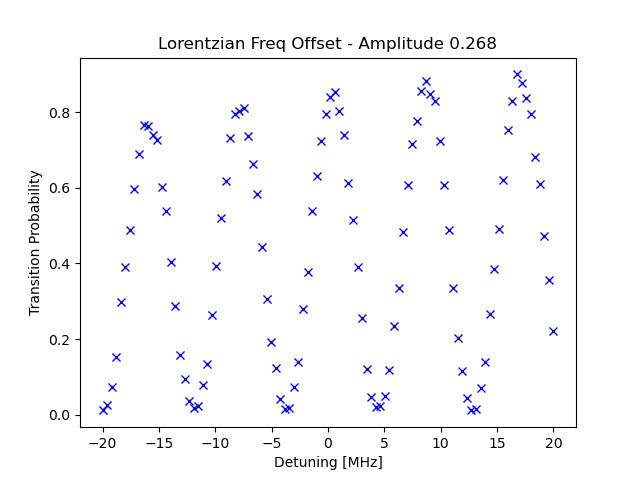 Lorentzian Freq Offset - Amplitude 0.268
Transition Probability
0.8
0.6
0.4
0.2
0.0
−20 −15 −10 −5 0 5 10 15 20
Detuning [MHz]